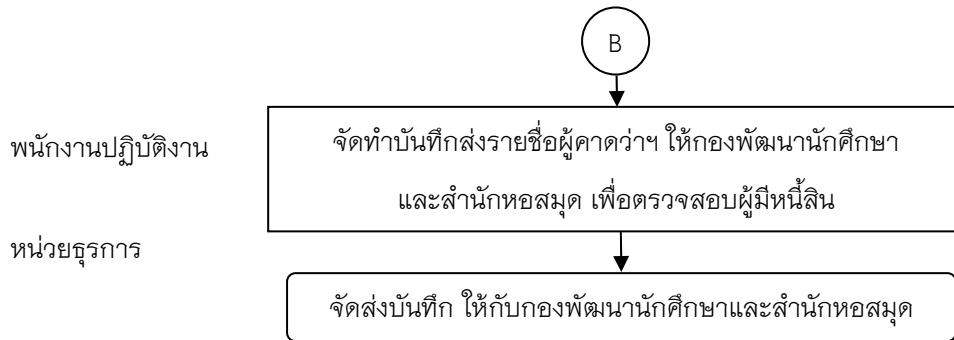 B
พนักงานปฏิบัติงาน
จัดทำบันทึกส่งรายชื่อผู้คาดว่าฯ ให้กองพัฒนานักศึกษา
และสำนักหอสมุด เพื่อตรวจสอบผู้มีหนี้สิน
หน่วยธุรการ
จัดส่งบันทึก ให้กับกองพัฒนานักศึกษาและสำนักหอสมุด